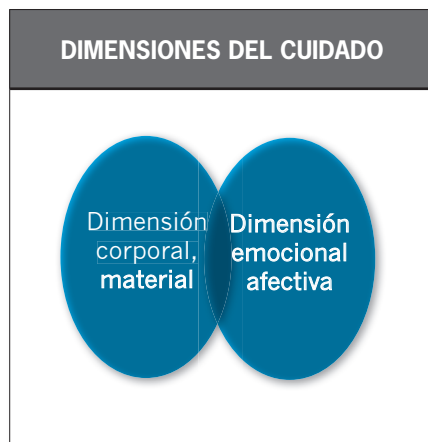 DIMENSIONES DEL CUIDADO
Dimensión
corporal,
material
Dimensión
emocional
afectiva